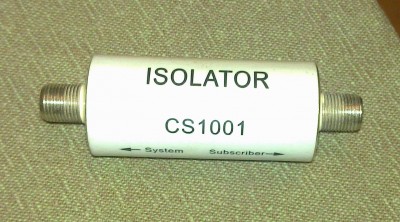 ISOLATOR
CS1001
← System Subscriber →